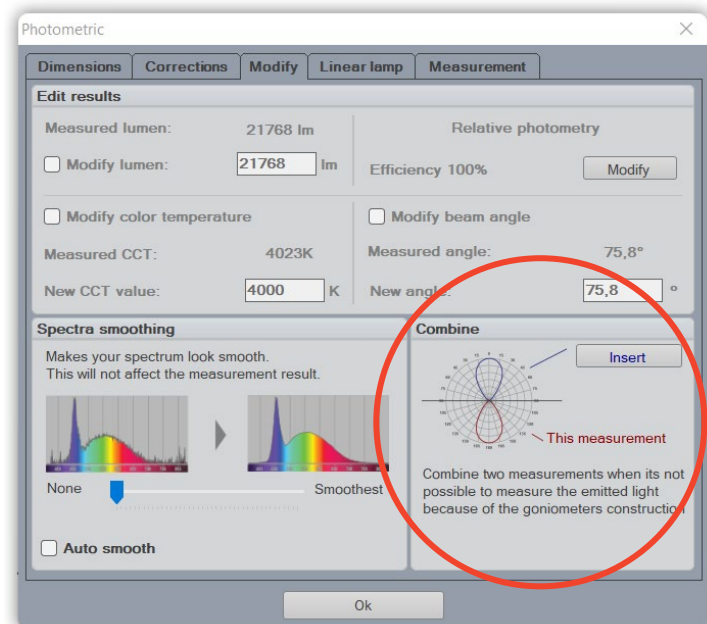 Photometric
Dimensions Corrections Modify Linear lamp Measurement
Edit results
Measured lumen: 21768 lm
Modify lumen: 21768 lm
Relative photometry
Efficiency 100% Modify
Modify color temperature
Measured CCT: 4023K
New CCT value: 4000 K
Modify beam angle
Measured angle: 75,8°
New angle: 75,8 °
Spectra smoothing
Makes your spectrum look smooth.
This will not affect the measurement result.
None Smoothest
Auto smooth
Combine
Insert
This measurement
Combine two measurements when its not
possible to measure the emitted light
because of the goniometers construction
Ok